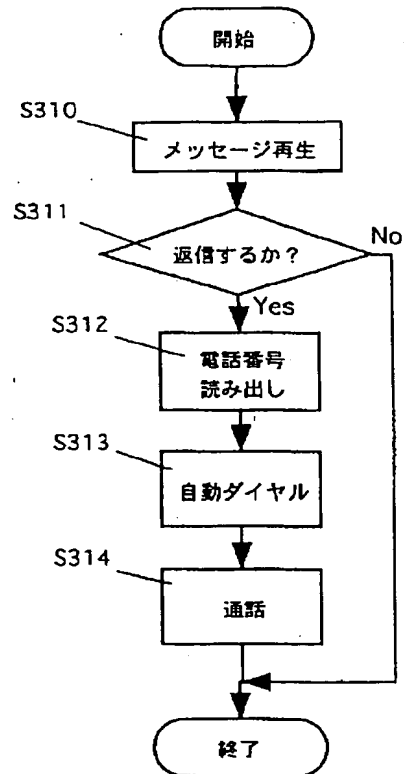 開始
S310
メッセージ再生
S311
返信するか？
No
Yes
S312
電話番号
読み出し
S313
自動ダイヤル
S314
通話
終了